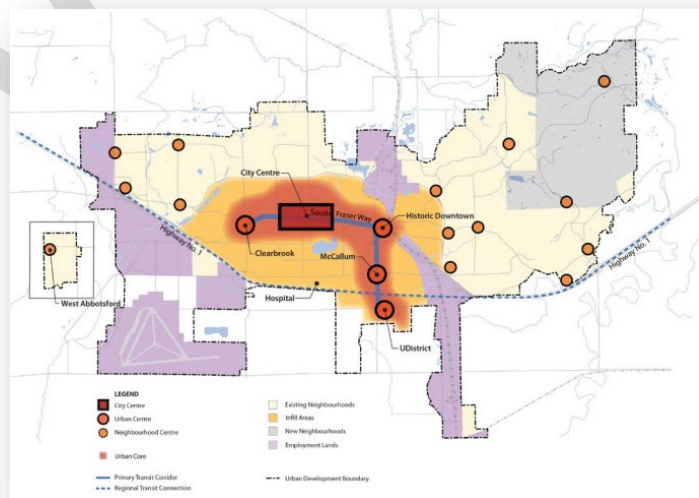 City Centre
South Fraser Way
Historic Downtown
Clearbrook
McCallum
Highway No. 1
Highway No. 1
Hospital
West Abbotsford
UDistrict
LEGEND
City Centre
Urban Centre
Neighbourhood Centre
Urban Core
Primary Transit Corridor
Regional Transit Connection
Existing Neighbourhoods
Infill Areas
New Neighbourhoods
Employment Lands
Urban Development Boundary